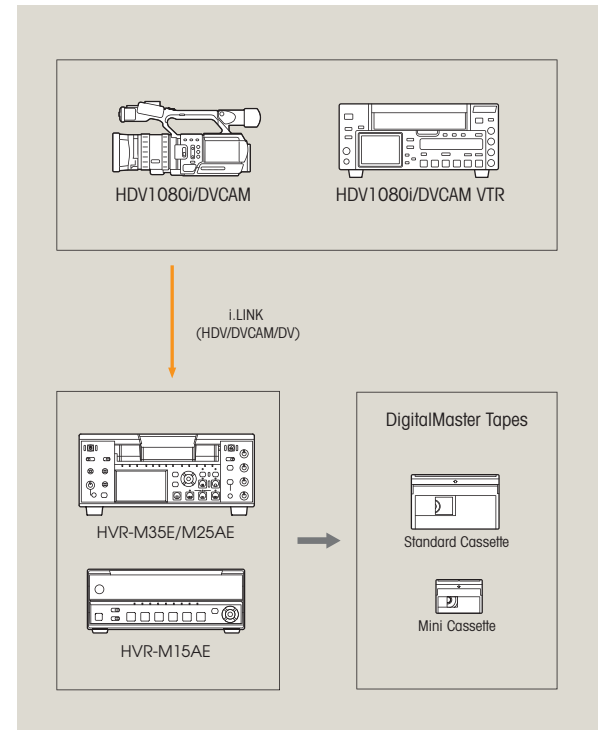 HDV1080i/DVCAM
HDV1080i/DVCAM VTR
i.LINK
(HDV/DVCAM/DV)
HVR-M35E/M25AE
HVR-M15AE
DigitalMaster Tapes
Standard Cassette
Mini Cassette